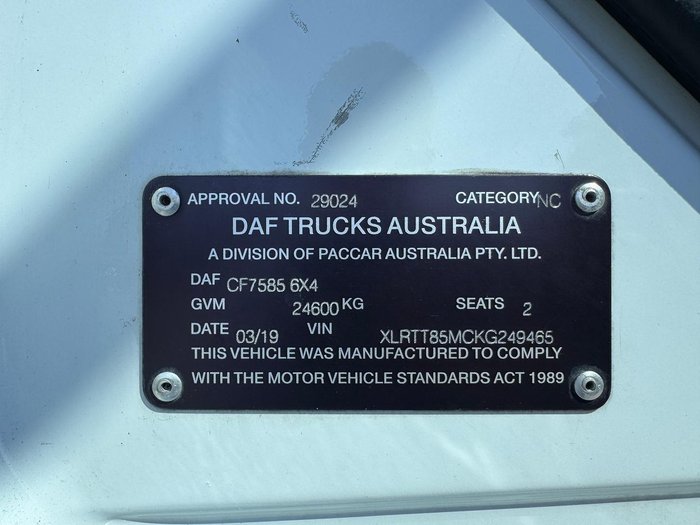 APPROVAL NO. 29024 CATEGORY NC
DAF TRUCKS AUSTRALIA
A DIVISION OF PACCAR AUSTRALIA PTY. LTD.
DAF CF7585 6X4
GVM 24600 KG SEATS 2
DATE 03/19 VIN XLRTT85MCKG249465
THIS VEHICLE WAS MANUFACTURED TO COMPLY
WITH THE MOTOR VEHICLE STANDARDS ACT 1989